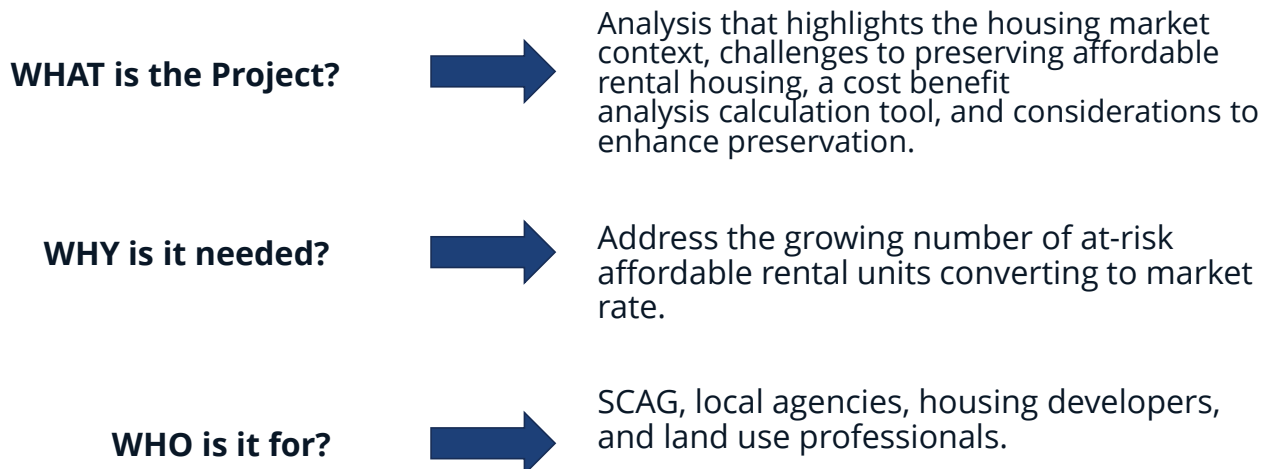 WHAT is the Project?
Analysis that highlights the housing market
context, challenges to preserving affordable
rental housing, a cost benefit
analysis calculation tool, and considerations to
enhance preservation.
WHY is it needed?
Address the growing number of at-risk
affordable rental units converting to market
rate.
WHO is it for?
SCAG, local agencies, housing developers,
and land use professionals.